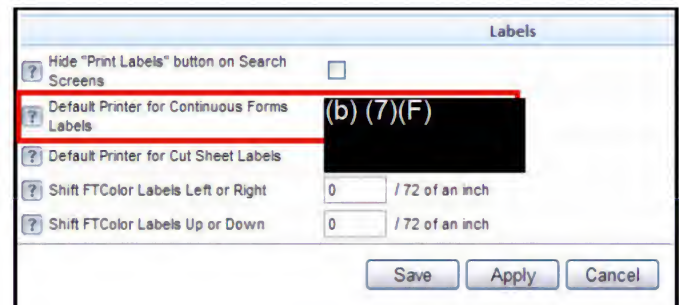 Labels
? Hide "Print Labels" button on Search
Screens
? Default Printer for Continuous Forms
Labels
(b) (7)(F)
? Default Printer for Cut Sheet Labels
? Shift FTColor Labels Left or Right 0 / 72 of an inch
? Shift FTColor Labels Up or Down 0 / 72 of an inch
Save Apply Cancel